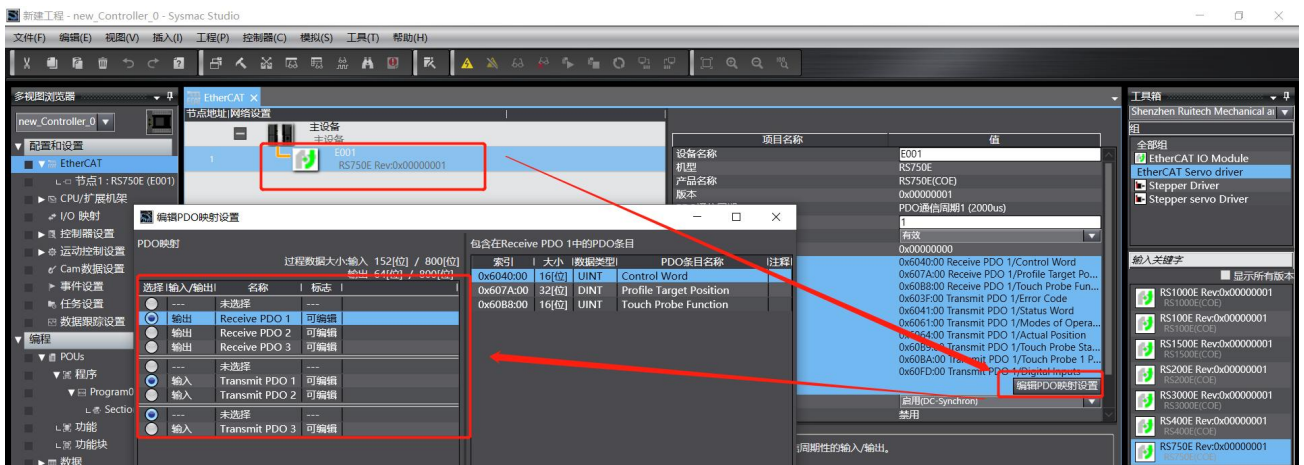 新建工程 - new_Controller_0 - Sysmac Studio
文件(F) 编辑(E) 视图(V) 插入(I) 工程(P) 控制器(C) 模拟(S) 工具(T) 帮助(H)
多视图浏览器
new_Controller_0
配置和设置
EtherCAT
节点1 : RS750E (E001)
CPU/扩展机架
I/O 映射
控制器设置
运动控制设置
Cam数据设置
事件设置
任务设置
数据跟踪设置
编程
POUs
程序
Program0
Sectio
功能
功能块
数据
EtherCAT
节点地址|网络设置
主设备
主设备
1
E001
RS750E Rev:0x00000001
项目名称 值
设备名称 E001
机型 RS750E
产品名称 RS750E(COE)
版本 0x00000001
PDO通信周期1 (2000us)
1
有效
0x00000000
0x6040:00 Receive PDO 1/Control Word
0x607A:00 Receive PDO 1/Profile Target Po...
0x60B8:00 Receive PDO 1/Touch Probe Fun...
0x603F:00 Transmit PDO 1/Error Code
0x6041:00 Transmit PDO 1/Status Word
0x6061:00 Transmit PDO 1/Modes of Opera...
0x6064:00 Transmit PDO 1/Actual Position
0x60B9:00 Transmit PDO 1/Touch Probe Sta...
0x60BA:00 Transmit PDO 1/Touch Probe 1 P...
0x60FD:00 Transmit PDO 1/Digital Inputs
编辑PDO映射设置
启用(DC-Synchron)
禁用
周期性的输入/输出。
编辑PDO映射设置
PDO映射
过程数据大小:输入 152[位] / 800[位]
输出 64[位] / 800[位]
选择 输入/输出 名称 标志
--- 未选择 ---
输出 Receive PDO 1 可编辑
输出 Receive PDO 2 可编辑
输出 Receive PDO 3 可编辑
--- 未选择 ---
输入 Transmit PDO 1 可编辑
输入 Transmit PDO 2 可编辑
--- 未选择 ---
输入 Transmit PDO 3 可编辑
包含在Receive PDO 1中的PDO条目
索引 大小 数据类型 PDO条目名称 注释
0x6040:00 16[位] UINT Control Word
0x607A:00 32[位] DINT Profile Target Position
0x60B8:00 16[位] UINT Touch Probe Function
工具箱
Shenzhen Ruitech Mechanical a
组
全部组
EtherCAT IO Module
EtherCAT Servo driver
Stepper Driver
Stepper servo Driver
输入关键字
显示所有版本
RS1000E Rev:0x00000001
RS1000E(COE)
RS100E Rev:0x00000001
RS100E(COE)
RS1500E Rev:0x00000001
RS1500E(COE)
RS200E Rev:0x00000001
RS200E(COE)
RS3000E Rev:0x00000001
RS3000E(COE)
RS400E Rev:0x00000001
RS400E(COE)
RS750E Rev:0x00000001